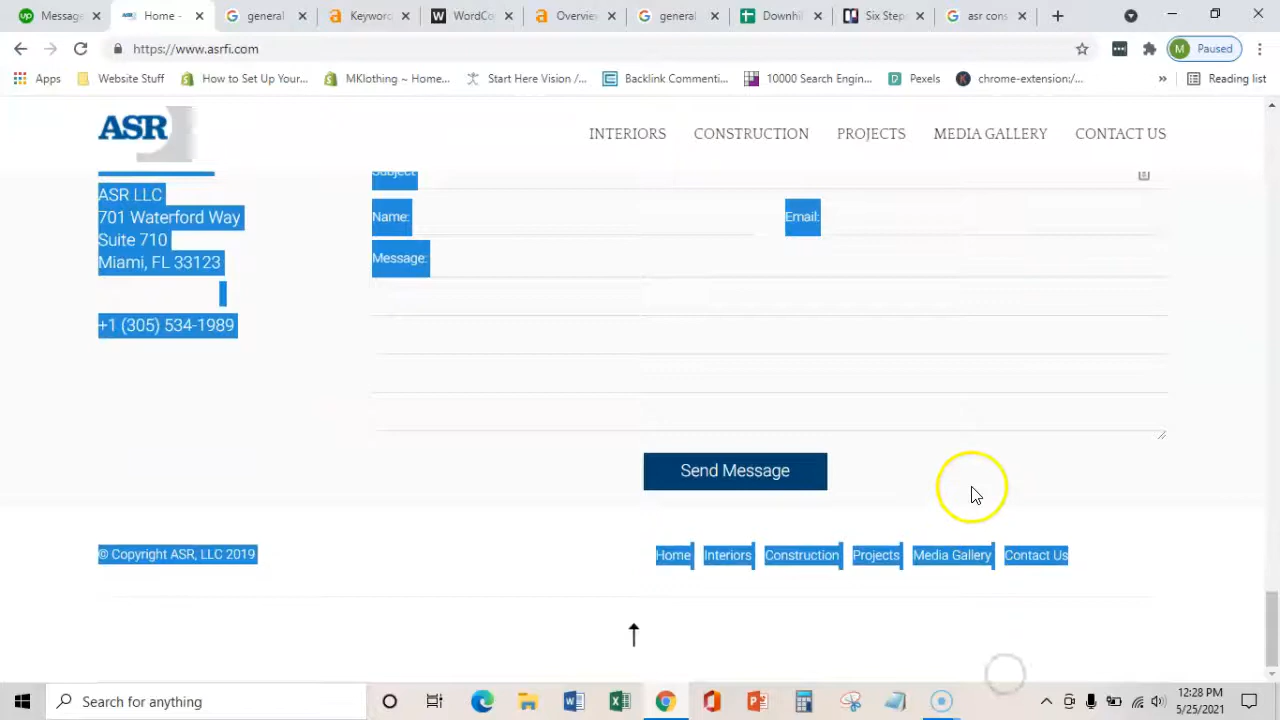 Message
Home -
general
Keyword
WordCo
Overview
general
Downhil
Six Steps
asr cons
https://www.asrfi.com
M Paused
Apps Website Stuff How to Set Up Your... MKlothing ~ Home... Start Here Vision /... Backlink Commenti... 10000 Search Engin... Pexels chrome-extension:/... » Reading list
ASR
INTERIORS CONSTRUCTION PROJECTS MEDIA GALLERY CONTACT US
Subject
ASR LLC
701 Waterford Way
Suite 710
Miami, FL 33123
+1 (305) 534-1989
Name: Email:
Message:
Send Message
© Copyright ASR, LLC 2019
Home Interiors Construction Projects Media Gallery Contact Us
Search for anything
12:28 PM
5/25/2021